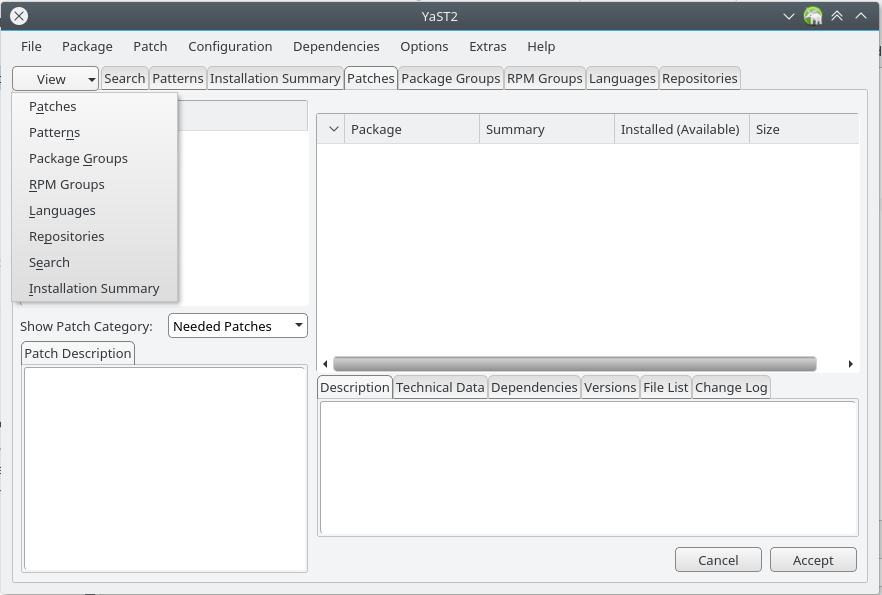 YaST2
File Package Patch Configuration Dependencies Options Extras Help
View Search Patterns Installation Summary Patches Package Groups RPM Groups Languages Repositories
Patches
Patterns
Package Groups
RPM Groups
Languages
Repositories
Search
Installation Summary
Package Summary Installed (Available) Size
Show Patch Category: Needed Patches
Patch Description
Description Technical Data Dependencies Versions File List Change Log
Cancel Accept